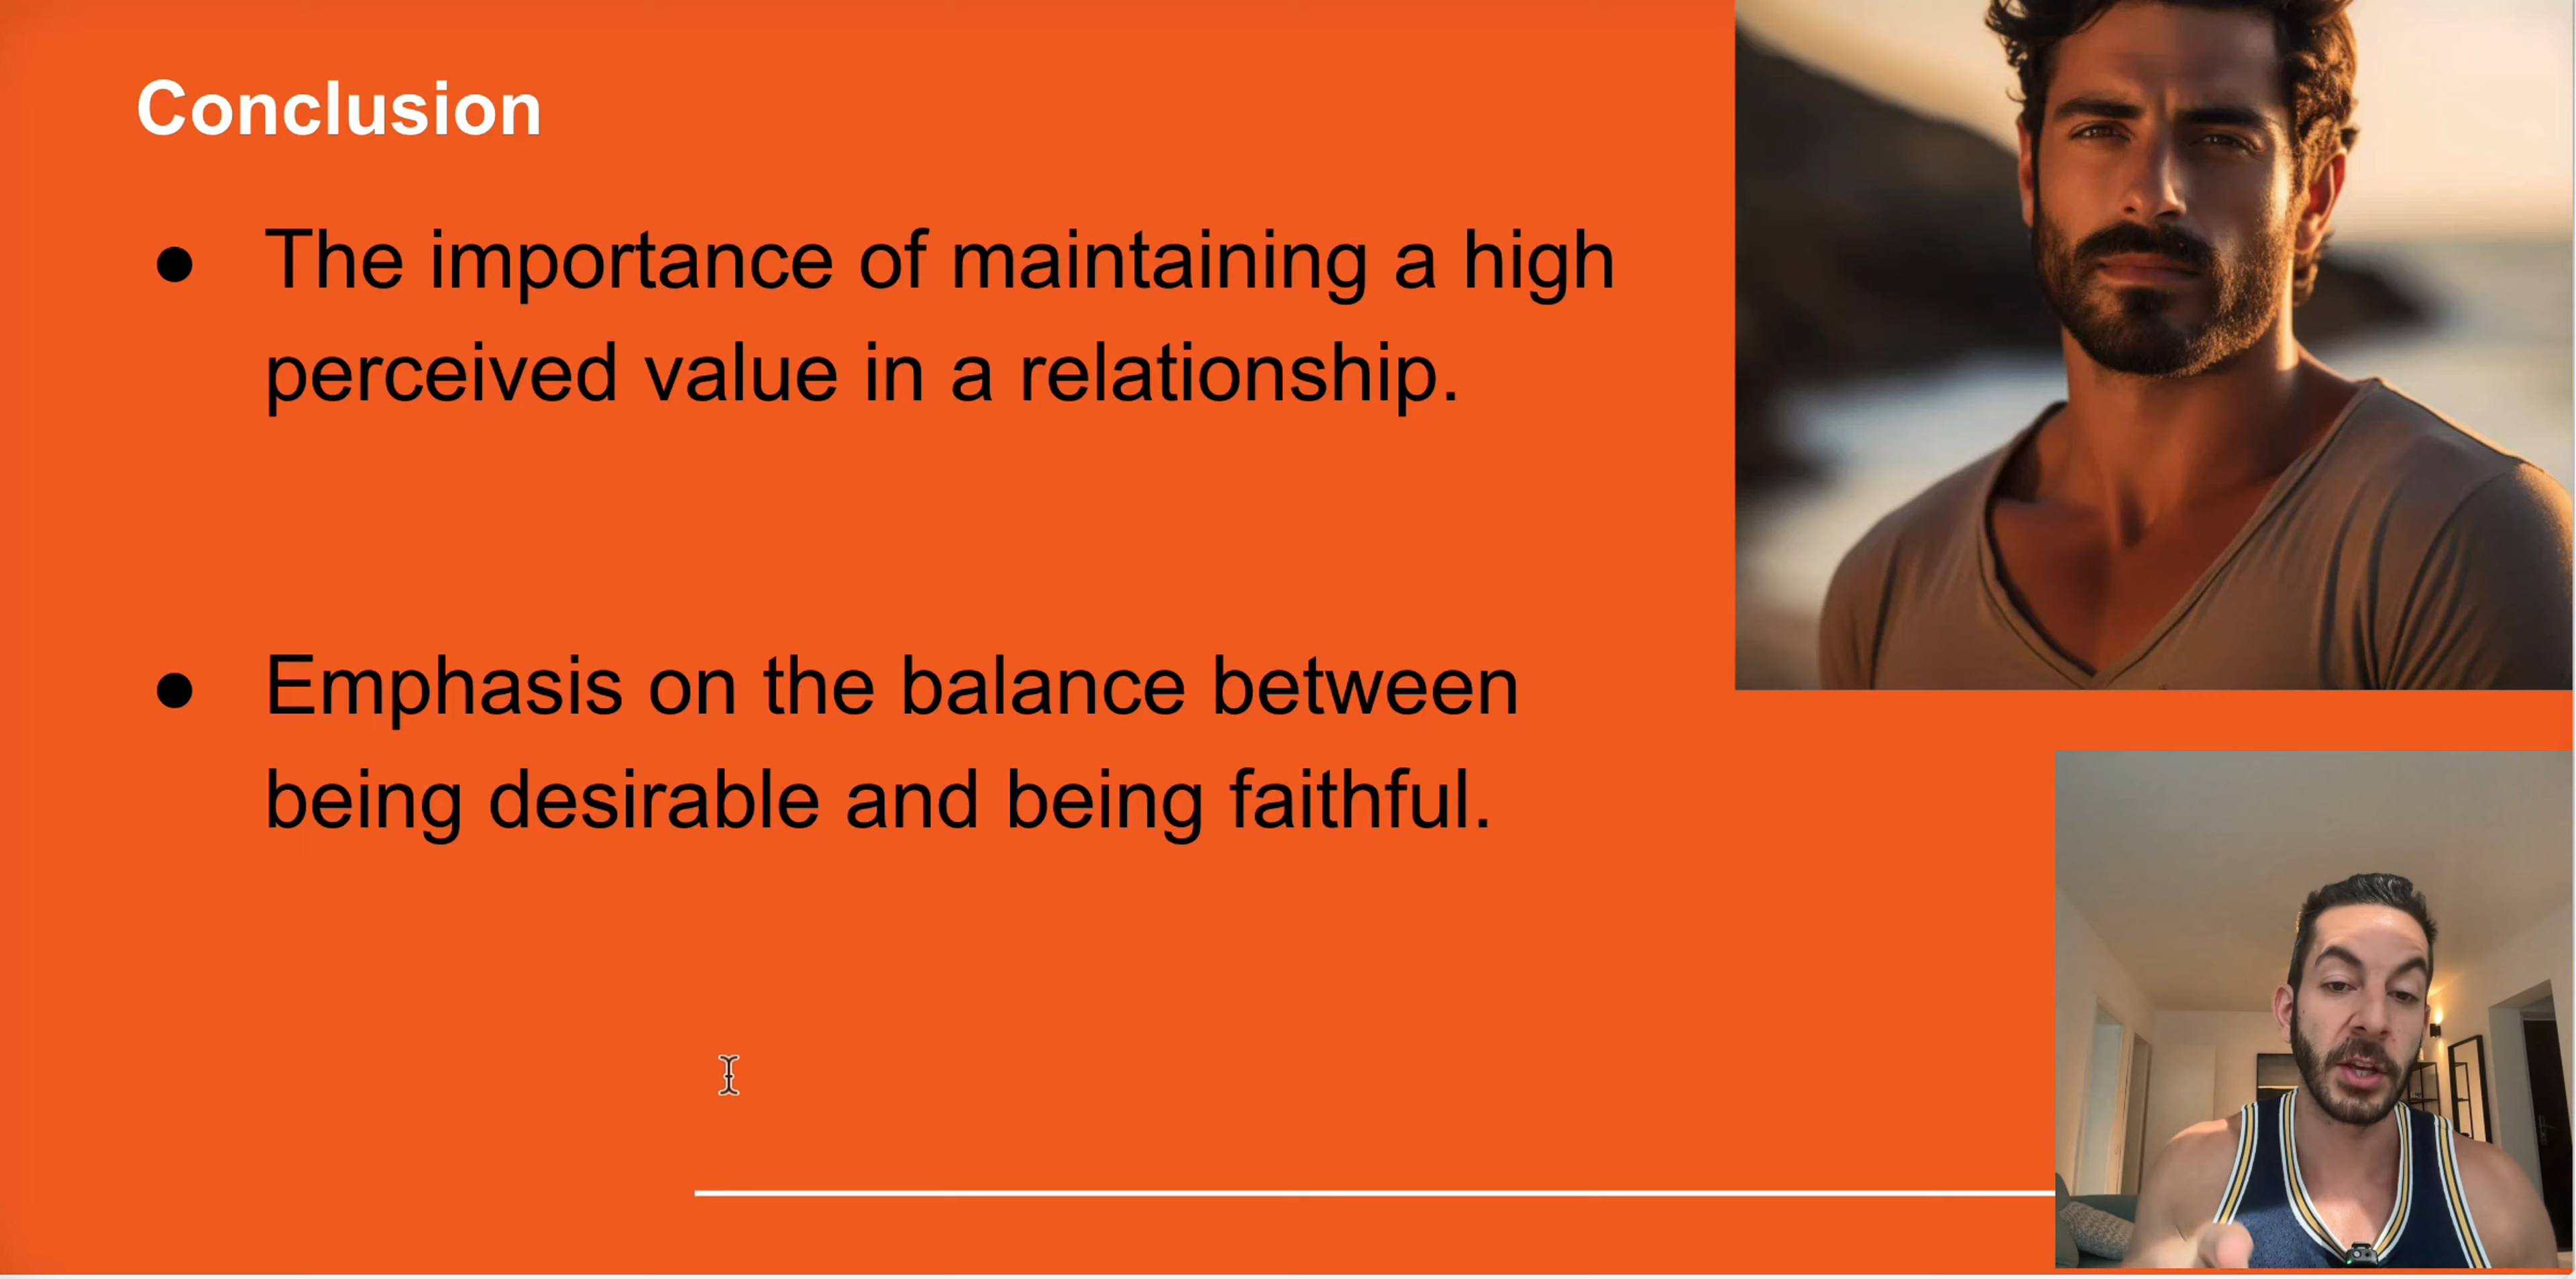 Conclusion
● The importance of maintaining a high
perceived value in a relationship.
● Emphasis on the balance between
being desirable and being faithful.